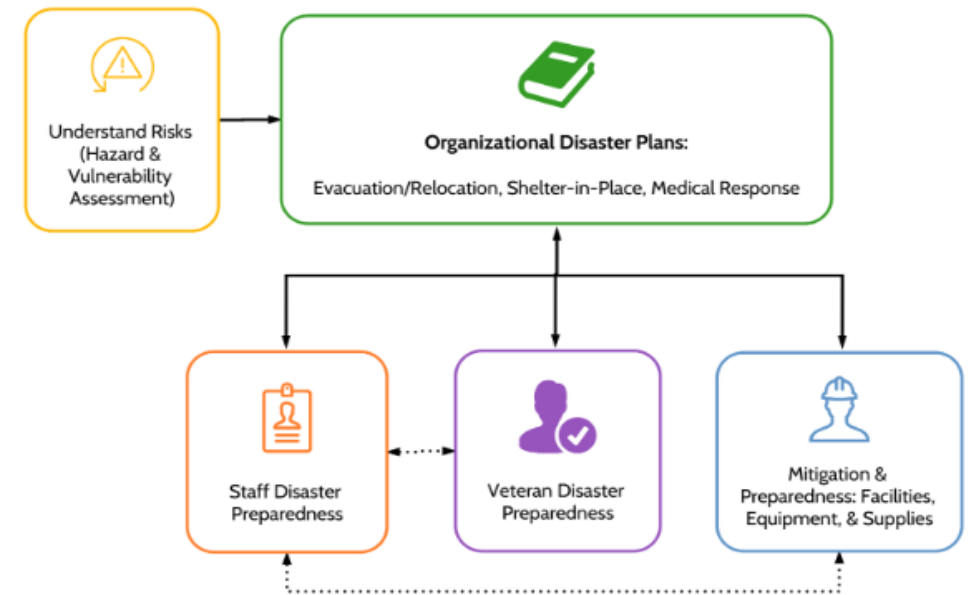 Understand Risks
(Hazard &
Vulnerability
Assessment)
Organizational Disaster Plans:
Evacuation/Relocation, Shelter-in-Place, Medical Response
Staff Disaster
Preparedness
Veteran Disaster
Preparedness
Mitigation &
Preparedness: Facilities,
Equipment, & Supplies